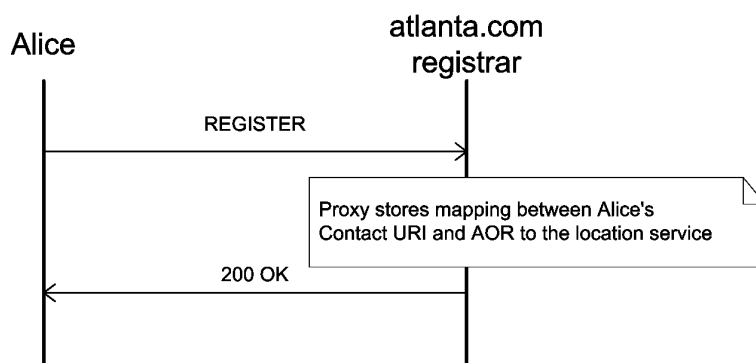 Alice
atlanta.com
registrar
REGISTER
Proxy stores mapping between Alice's
Contact URI and AOR to the location service
200 OK